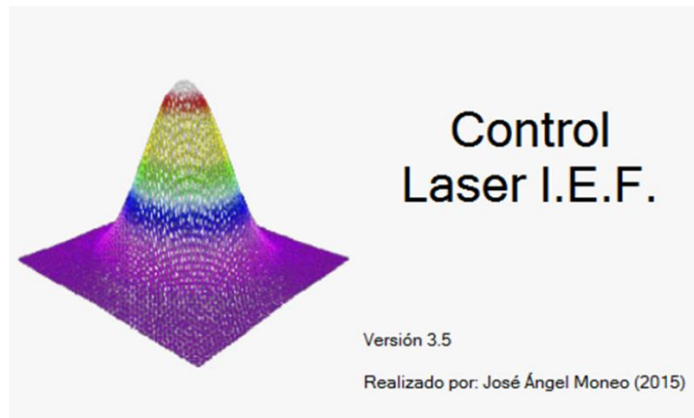 Control
Laser I.E.F.
Versión 3.5
Realizado por: José Ángel Moneo (2015)